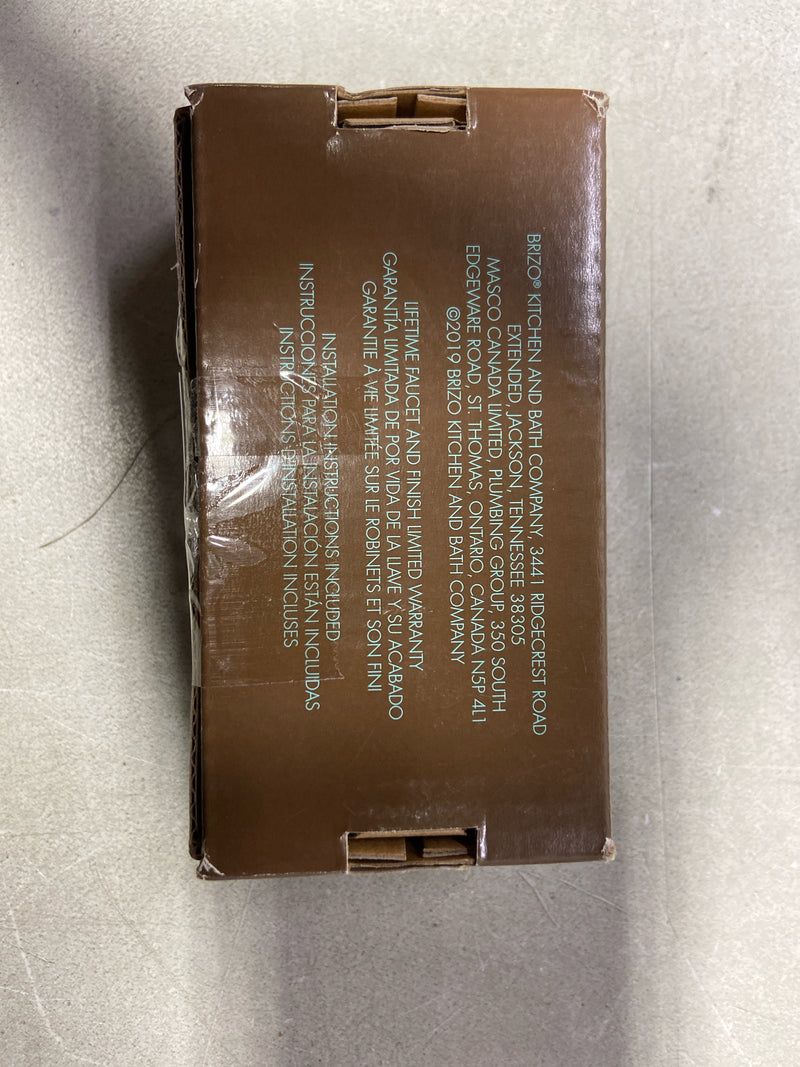 BRIZO® KITCHEN AND BATH COMPANY, 3441 RIDGECREST ROAD
EXTENDED, JACKSON, TENNESSEE 38305
MASCO CANADA LIMITED, PLUMBING GROUP, 350 SOUTH
EDGEWARE ROAD, ST. THOMAS, ONTARIO, CANADA N5P 4L1
©2019 BRIZO KITCHEN AND BATH COMPANY
LIFETIME FAUCET AND FINISH LIMITED WARRANTY
GARANTÍA LIMITADA DE POR VIDA DE LA LLAVE Y SU ACABADO
GARANTIE À VIE LIMITÉE SUR LE ROBINETS ET SON FINI
INSTALLATION INSTRUCTIONS INCLUDED
INSTRUCCIONES PARA LA INSTALACIÓN ESTÁN INCLUIDAS
INSTRUCTIONS D'INSTALLATION INCLUSES